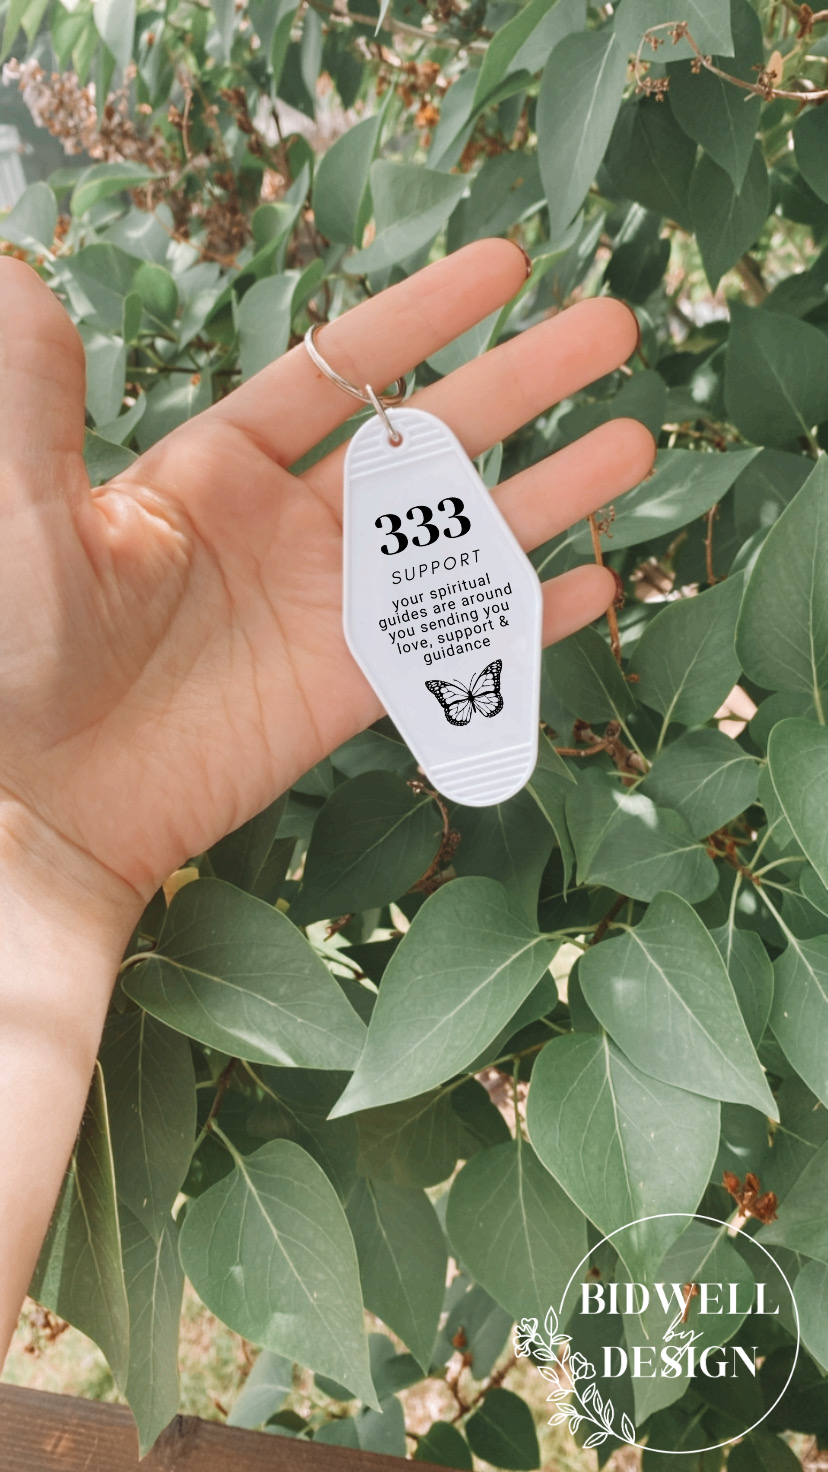 333
SUPPORT
your spiritual
guides are around
you sending you
love, support &
guidance
BIDWELL
by
DESIGN